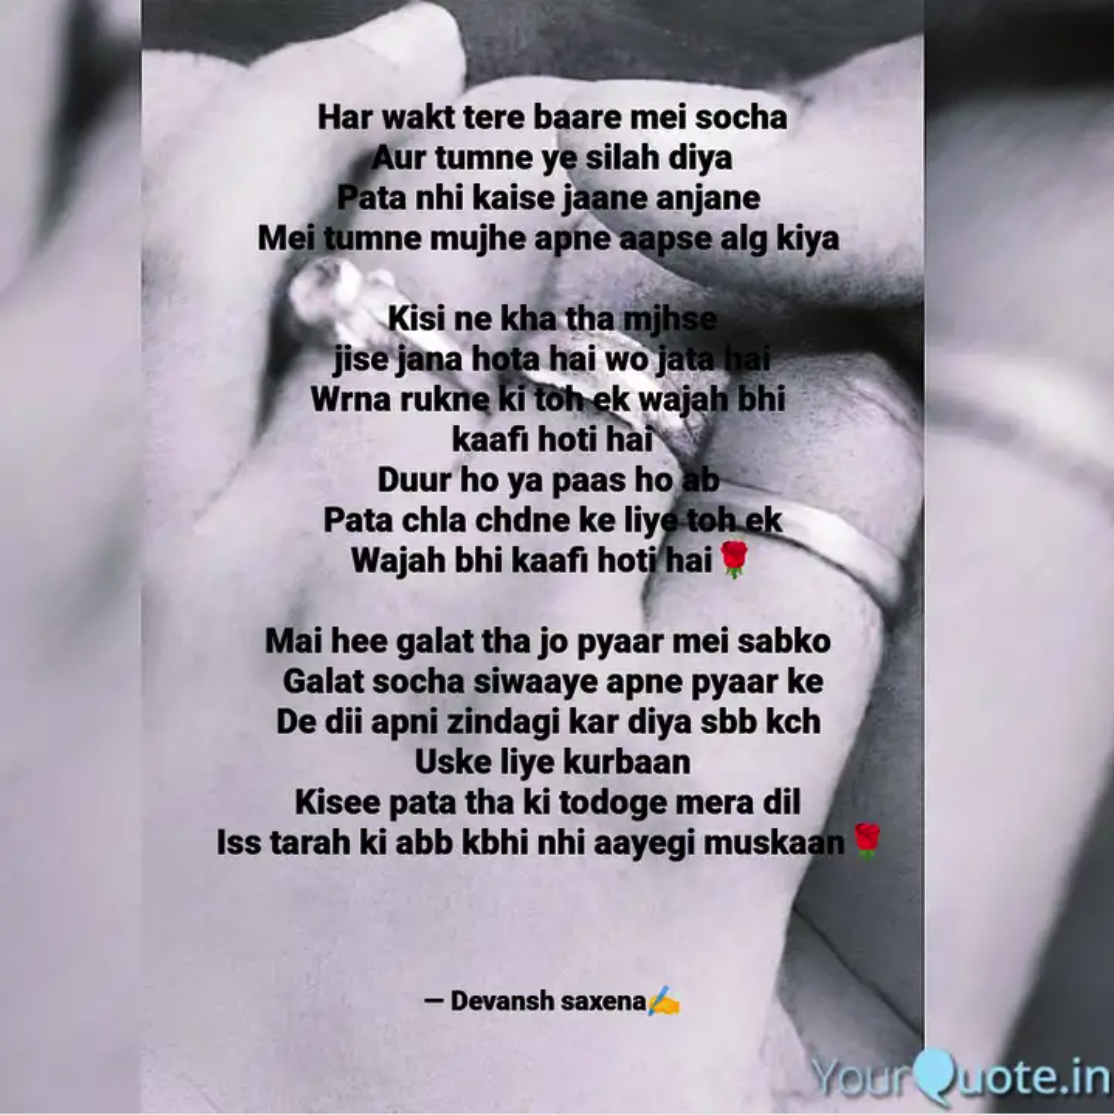 Har wakt tere baare mei socha
Aur tumne ye silah diya
Pata nhi kaise jaane anjane
Mei tumne mujhe apne aapse alg kiya
Kisi ne kha tha mjhse
jise jana hota hai wo jata hai
Wrna rukne ki toh ek wajah bhi
kaafi hoti hai
Duur ho ya paas ho ab
Pata chla chdne ke liye toh ek
Wajah bhi kaafi hoti hai🌹
Mai hee galat tha jo pyaar mei sabko
Galat socha siwaaye apne pyaar ke
De dii apni zindagi kar diya sbb kch
Uske liye kurbaan
Kisee pata tha ki todoge mera dil
Iss tarah ki abb kbhi nhi aayegi muskaan🌹
— Devansh saxena✍️
YourQuote.in